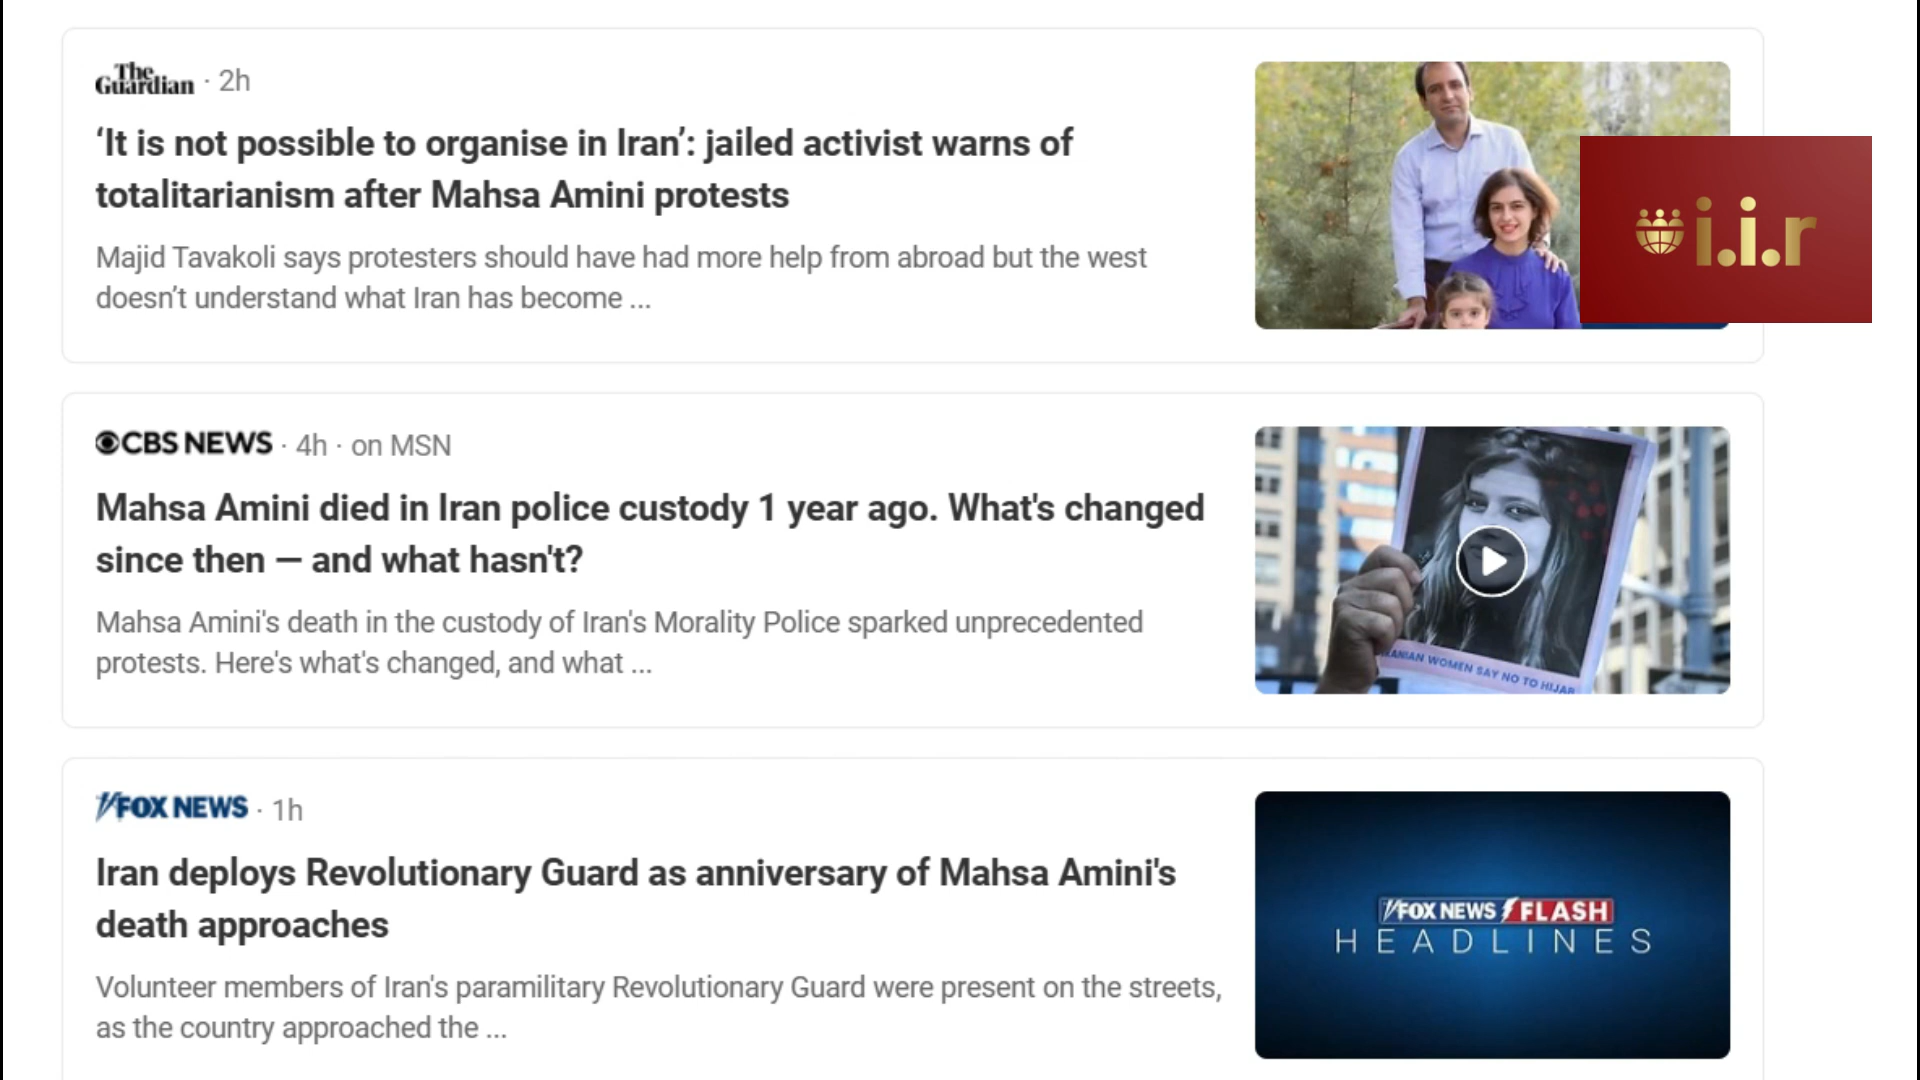 The Guardian · 2h
‘It is not possible to organise in Iran’: jailed activist warns of
totalitarianism after Mahsa Amini protests
Majid Tavakoli says protesters should have had more help from abroad but the west
doesn’t understand what Iran has become ...
i.i.r
CBS NEWS · 4h · on MSN
Mahsa Amini died in Iran police custody 1 year ago. What's changed
since then — and what hasn't?
Mahsa Amini's death in the custody of Iran's Morality Police sparked unprecedented
protests. Here's what's changed, and what ...
WOMEN SAY NO TO HIJAB
FOX NEWS · 1h
Iran deploys Revolutionary Guard as anniversary of Mahsa Amini's
death approaches
Volunteer members of Iran's paramilitary Revolutionary Guard were present on the streets,
as the country approached the ...
FOX NEWS FLASH
HEADLINES